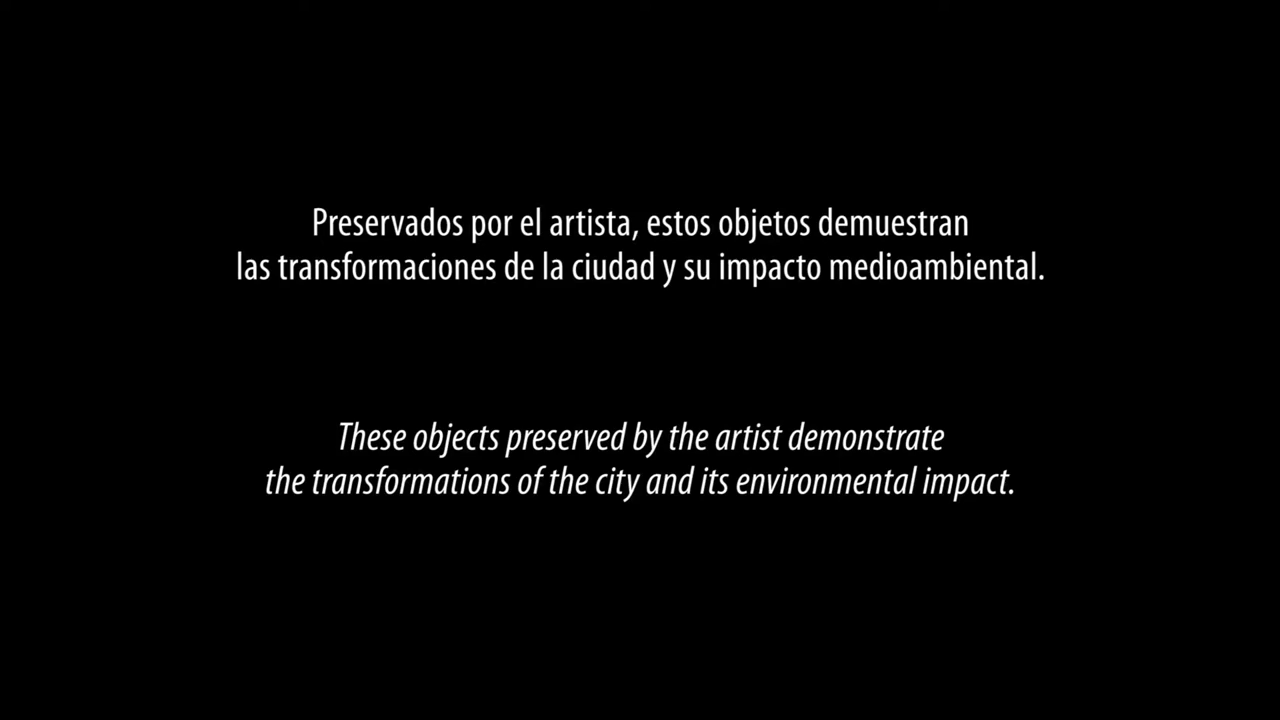 Preservados por el artista, estos objetos demuestran
las transformaciones de la ciudad y su impacto medioambiental.
These objects preserved by the artist demonstrate
the transformations of the city and its environmental impact.